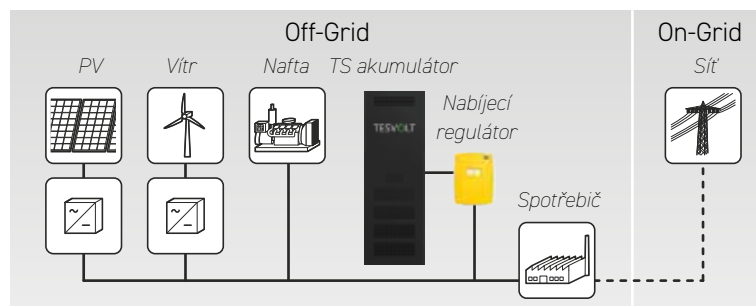 Off-Grid
On-Grid
PV
Vítr
Nafta
TS akumulátor
Síť
TESVOLT
Nabíjecí
regulátor
Spotřebič